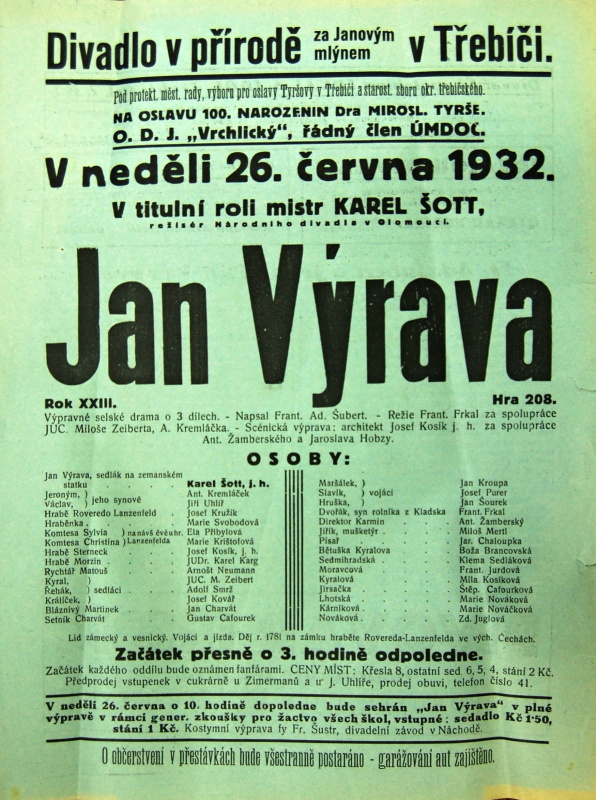 Divadlo v přírodě za Janovým mlýnem v Třebíči.
Pod protekt. měst. rady, výboru pro oslavy Tyršovy v Třebíči a starost. sboru okr. třebíčského.
NA OSLAVU 100. NAROZENIN Dra MIROSL. TYRŠE.
O. D. J. „Vrchlický“, řádný člen ÚMDOČ.
V neděli 26. června 1932.
V titulní roli mistr KAREL ŠOTT,
režisér Národního divadla v Olomouci.
Jan Výrava
Rok XXIII. Hra 208.
Výpravné selské drama o 3 dílech. - Napsal Frant. Ad. Šubert. - Režie Frant. Frkal za spolupráce
JUC. Miloše Zeiberta, A. Kremláčka. - Scénická výprava: architekt Josef Kosík j. h. za spolupráce
Ant. Žamberského a Jaroslava Hobzy.
OSOBY:
Jan Výrava, sedlák na zemanském
statku . . . . Karel Šott, j. h.
Jeroným, ) jeho synové Ant. Kremláček
Václav, ) Jiří Uhlíř
Hrabě Roveredo Lanzenfeld . Josef Kružík
Hraběnka . . . . Marie Svobodová
Komtesa Sylvia ) na návš. évě uhr. Ela Přibylová
Komtesa Christina ) Lanzenfelda Marie Krištofová
Hrabě Sterneck . . . Josef Kosík, j. h.
Hrabě Morzin . . . JUDr. Karel Karg
Rychtář Matouš . . . Arnošt Neumann
Kyral, ) JUC. M. Zeibert
Řehák, ) sedláci . . Adolf Smrž
Králíček, ) Josef Kovář
Bláznivý Martinek . . Jan Charvát
Setník Charvát . . Gustav Cafourek
Maršálek, ) Jan Kroupa
Slavík, ) vojáci Josef Purer
Hruška, ) Jan Sourek
Dvořák, syn rolníka z Kladska Frant. Frkal
Direktor Karmín . . Ant. Žamberský
Jiřík, mušketýr . . Miloš Mertl
Písař . . . Jar. Chaloupka
Bětuška Kyralova . . Boža Brancovská
Sedmihradská . . . Klema Sedláková
Moravcová . . . Frant. Jurdová
Kyralová . . . Míla Kosíková
Jirsačka . . . Štěp. Cafourková
Lhotská . . . Marie Nováková
Kárníková . . . Marie Nováčková
Nováková . . . Zd. Juglová
Lid zámecký a vesnický. Vojáci a jízda. Děj r. 1781 na zámku hraběte Rovereda-Lanzenfelda ve vých. Čechách.
Začátek přesně o 3. hodině odpoledne.
Začátek každého oddílu bude oznámen fanfárami. CENY MÍST: Křesla 8, ostatní sed. 6, 5, 4, stání 2 Kč.
Předprodej vstupenek v cukrárně u Zimermanů a u J. Uhlíře, prodej obuvi, telefon číslo 41.
V neděli 26. června o 10. hodině dopoledne bude sehrán „Jan Výrava“ v plné
výpravě v rámci gener. zkoušky pro žactvo všech škol, vstupné: sedadlo Kč 1·50,
stání 1 Kč. Kostymní výprava fy Fr. Šustr, divadelní závod v Náchodě.
O občerstvení v přestávkách bude všestranně postaráno - garážování aut zajištěno.